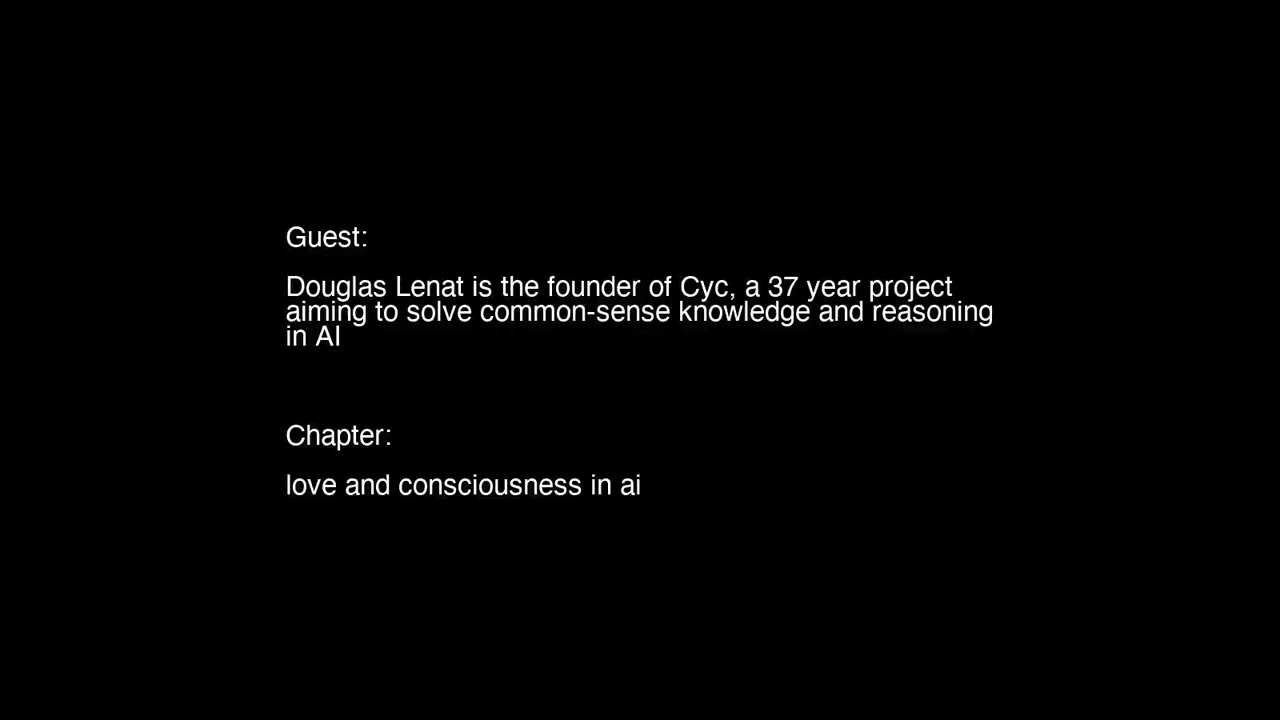 Guest:
Douglas Lenat is the founder of Cyc, a 37 year project
aiming to solve common-sense knowledge and reasoning
in AI
Chapter:
love and consciousness in ai